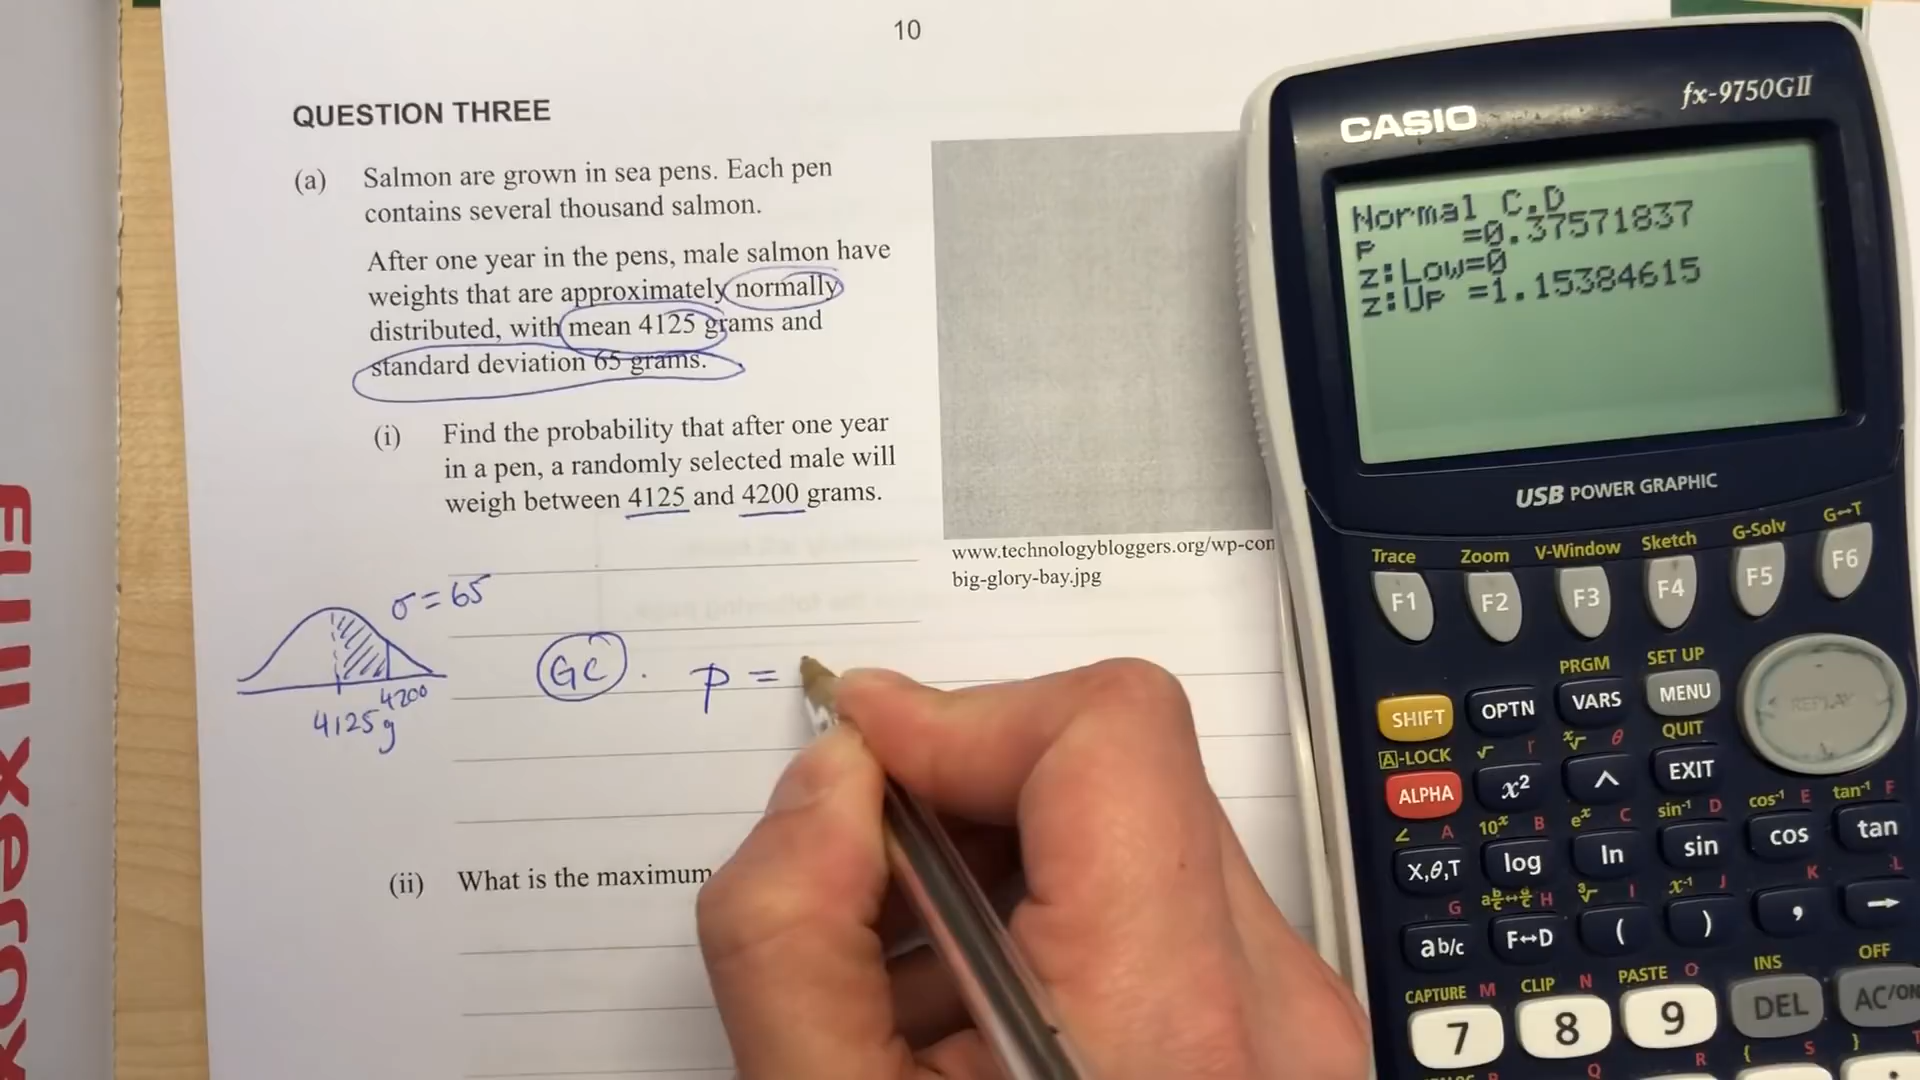 10
QUESTION THREE
(a) Salmon are grown in sea pens. Each pen
contains several thousand salmon.
After one year in the pens, male salmon have
weights that are approximately normally
distributed, with mean 4125 grams and
standard deviation 65 grams.
(i) Find the probability that after one year
in a pen, a randomly selected male will
weigh between 4125 and 4200 grams.
www.technologybloggers.org/wp-con
big-glory-bay.jpg
σ = 65
4200
4125g
GC . p =
(ii) What is the maximum
xerox
CASIO fx-9750GII
Normal C.D
P =0.37571837
z:Low=0
z:Up =1.15384615
USB POWER GRAPHIC
Trace Zoom V-Window Sketch G-Solv G↔T
F1 F2 F3 F4 F5 F6
PRGM SET UP
SHIFT OPTN VARS MENU REPLAY
A-LOCK √ r ˣ√ θ QUIT
ALPHA x² ^ EXIT
∠ A 10ˣ B eˣ C sin⁻¹ D cos⁻¹ E tan⁻¹ F
X,θ,T log ln sin cos tan
G a b/c↔d/c H ³√ I x⁻¹ J K L
a b/c F↔D ( ) , →
CAPTURE M CLIP N PASTE O INS OFF
7 8 9 DEL AC/ON
Q R { S } T